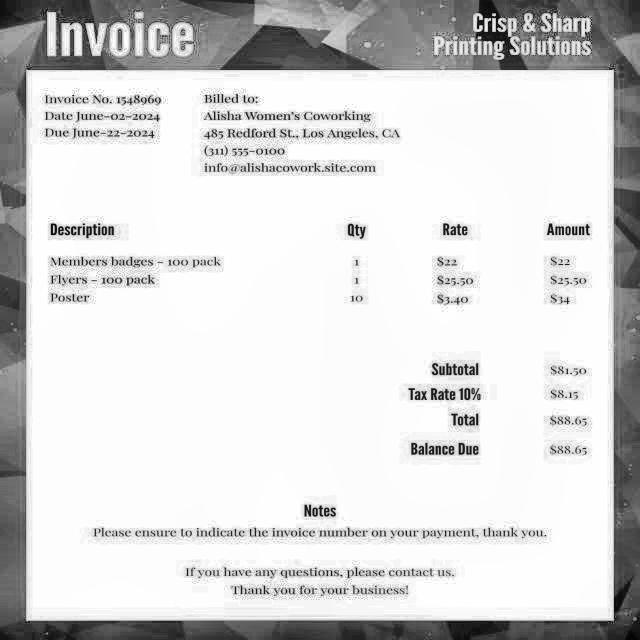 Invoice
Crisp & Sharp
Printing Solutions
Invoice No. 1548969
Date June-02-2024
Due June-22-2024
Billed to:
Alisha Women's Coworking
485 Redford St., Los Angeles, CA
(311) 555-0100
info@alishacowork.site.com
Description Qty Rate Amount
Members badges - 100 pack 1 $22 $22
Flyers - 100 pack 1 $25.50 $25.50
Poster 10 $3.40 $34
Subtotal $81.50
Tax Rate 10% $8.15
Total $88.65
Balance Due $88.65
Notes
Please ensure to indicate the invoice number on your payment, thank you.
If you have any questions, please contact us.
Thank you for your business!